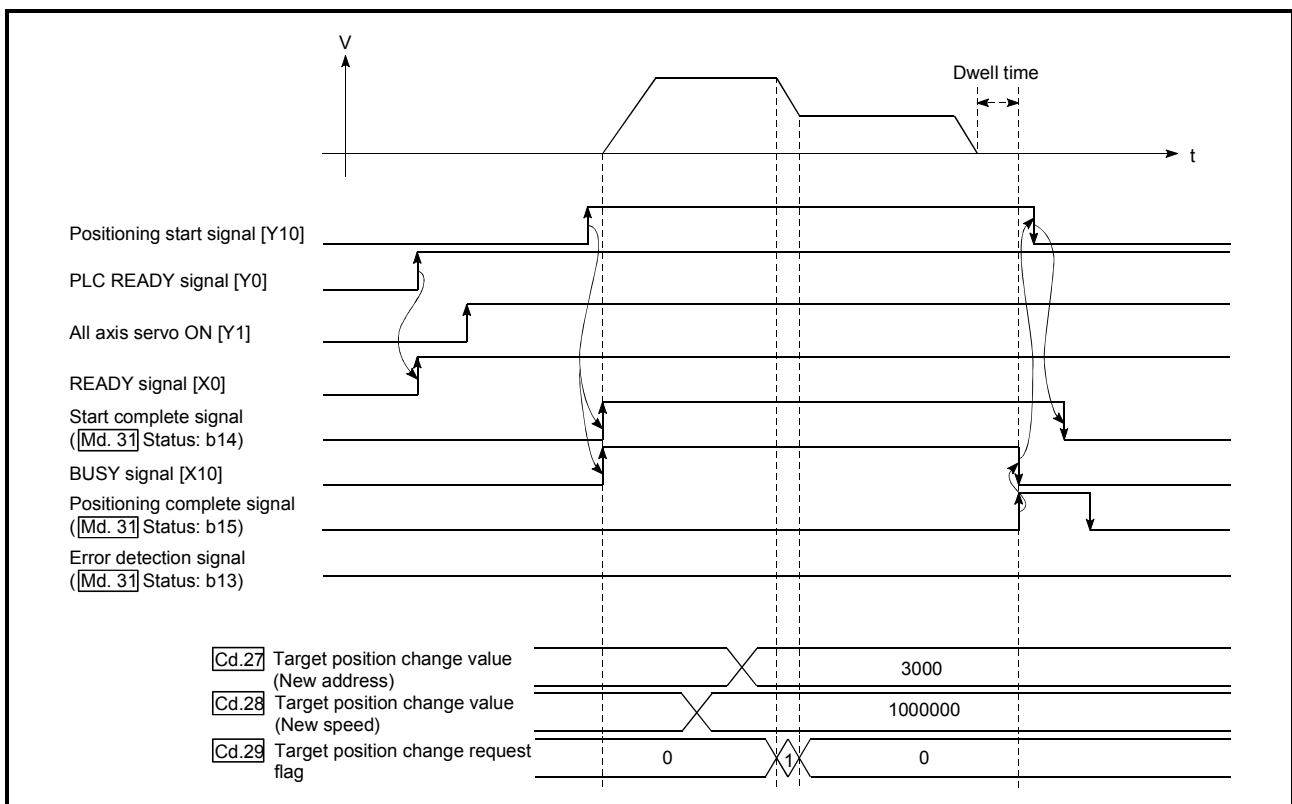 V
Dwell time
t
Positioning start signal [Y10]
PLC READY signal [Y0]
All axis servo ON [Y1]
READY signal [X0]
Start complete signal
( Md. 31 Status: b14)
BUSY signal [X10]
Positioning complete signal
( Md. 31 Status: b15)
Error detection signal
( Md. 31 Status: b13)
Cd.27 Target position change value
(New address)
3000
Cd.28 Target position change value
(New speed)
1000000
Cd.29 Target position change request
flag
0 1 0